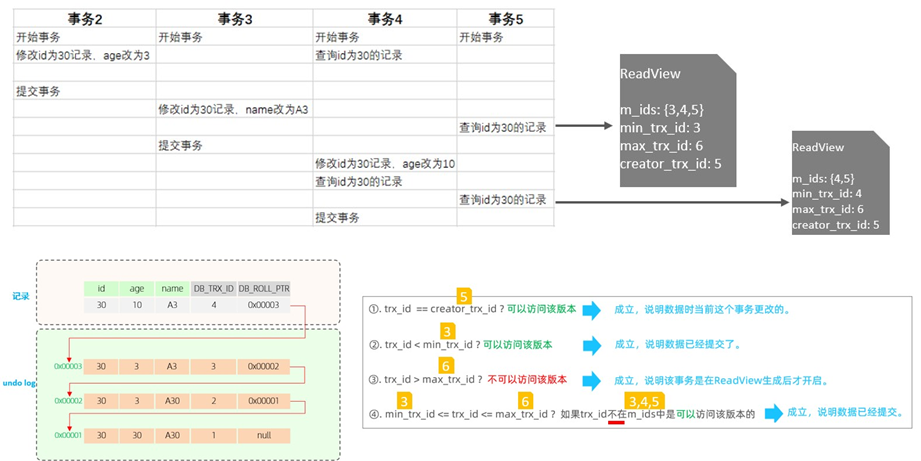 事务2 事务3 事务4 事务5
开始事务 开始事务 开始事务 开始事务
修改id为30记录，age改为3 查询id为30的记录
提交事务
修改id为30记录，name改为A3
查询id为30的记录
提交事务
修改id为30记录，age改为10
查询id为30的记录
查询id为30的记录
提交事务
ReadView
m_ids: {3,4,5}
min_trx_id: 3
max_trx_id: 6
creator_trx_id: 5
ReadView
m_ids: {4,5}
min_trx_id: 4
max_trx_id: 6
creator_trx_id: 5
记录
id age name DB_TRX_ID DB_ROLL_PTR
30 10 A3 4 0x00003
undo log
0x00003 30 3 A3 3 0x00002
0x00002 30 3 A30 2 0x00001
0x00001 30 30 A30 1 null
5
①. trx_id == creator_trx_id ? 可以访问该版本 成立，说明数据时当前这个事务更改的。
3
②. trx_id < min_trx_id ? 可以访问该版本 成立，说明数据已经提交了。
6
③. trx_id > max_trx_id ? 不可以访问该版本 成立，说明该事务是在ReadView生成后才开启。
3 6 3,4,5
④. min_trx_id <= trx_id <= max_trx_id ? 如果trx_id不在m_ids中是可以访问该版本的 成立，说明数据已经提交。